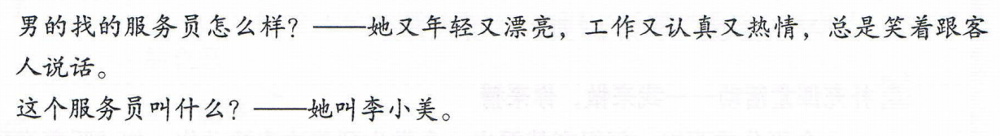 男的找的服务员怎么样？——她又年轻又漂亮，工作又认真又热情，总是笑着跟客
人说话。
这个服务员叫什么？——她叫李小美。